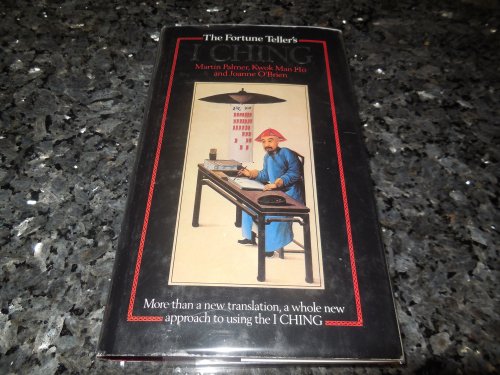 The Fortune Teller's
I CHING
Martin Palmer, Kwok Man Ho
and Joanne O'Brien
More than a new translation, a whole new
approach to using the I CHING